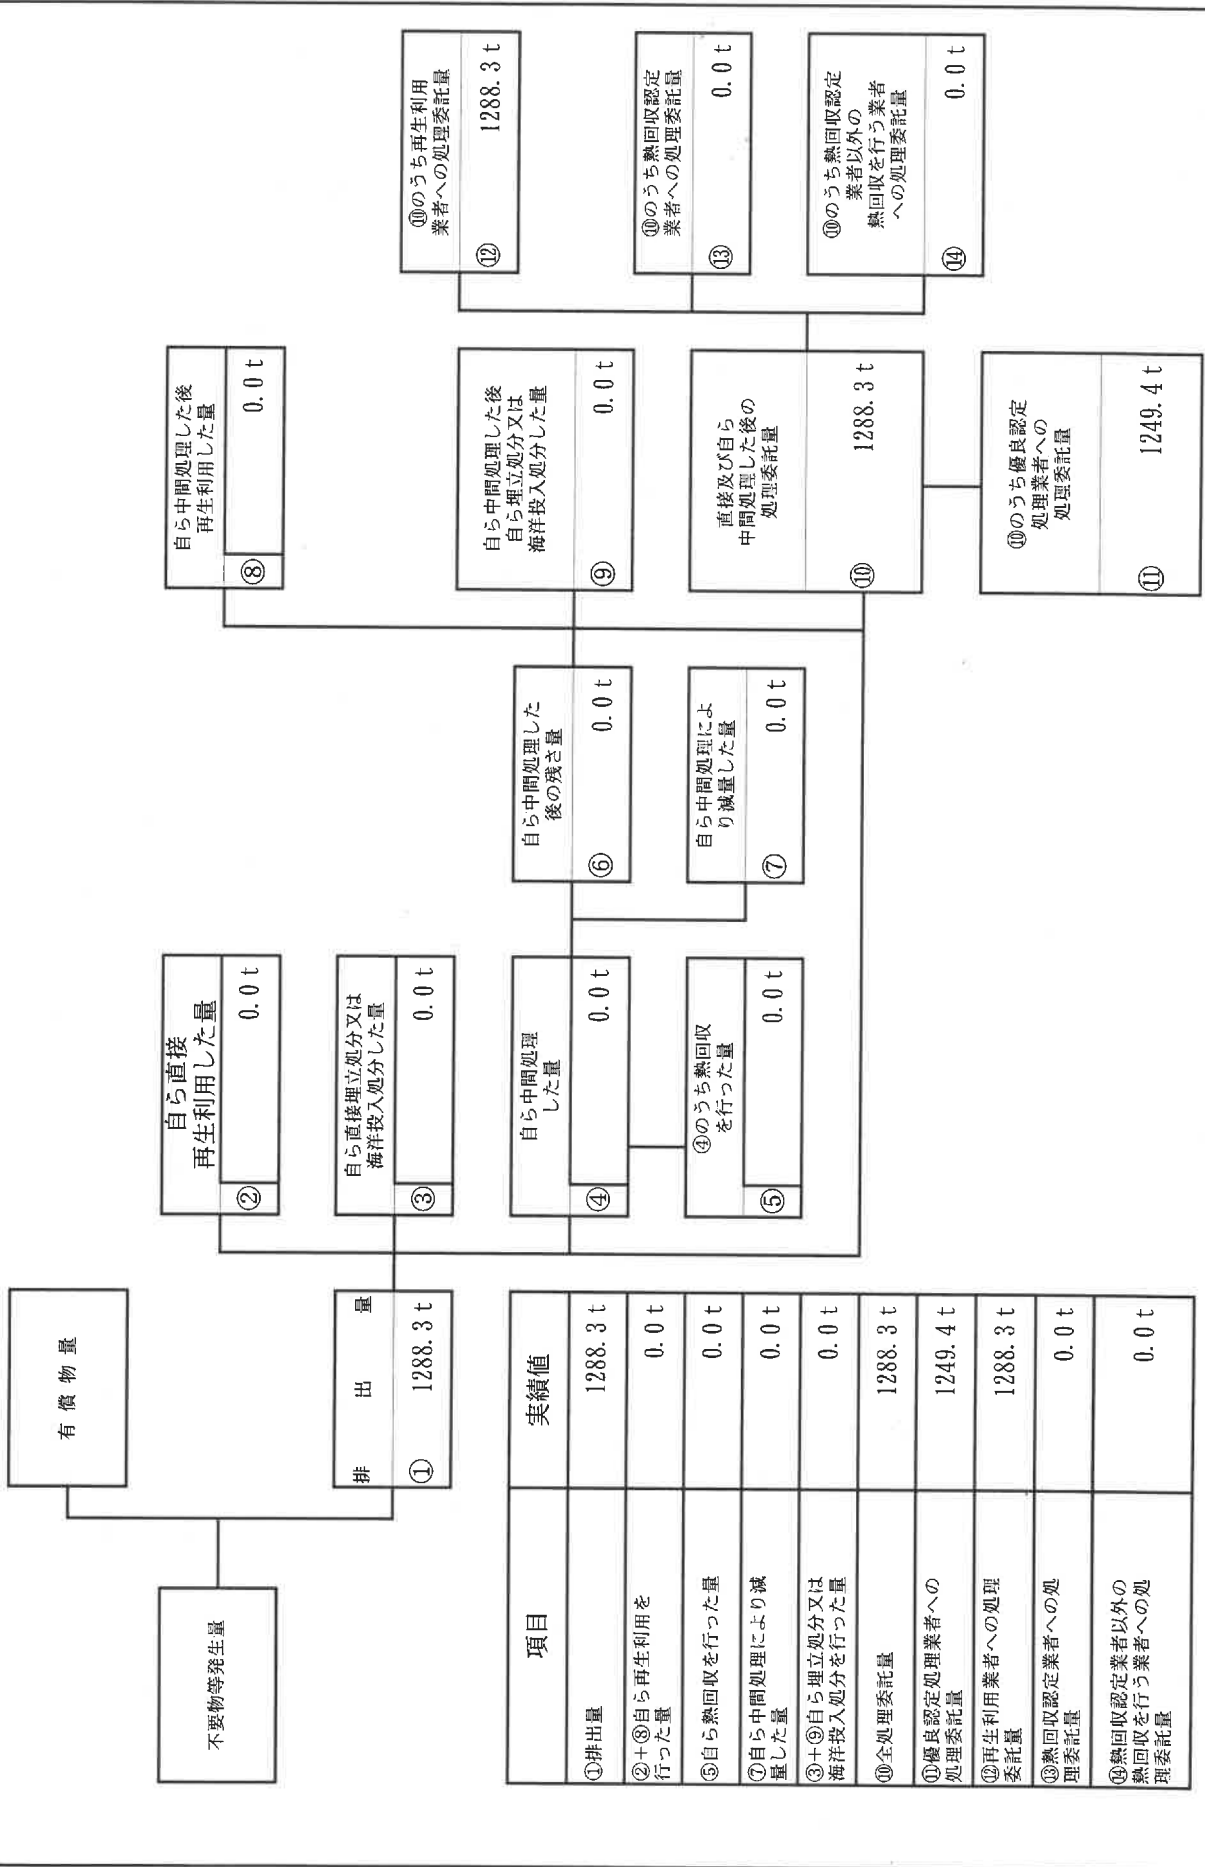 不要物等発生量
有償物量
排出量
① 1288.3 t
自ら直接
再生利用した量
② 0.0 t
自ら直接埋立処分又は
海洋投入処分した量
③ 0.0 t
自ら中間処理
した量
④ 0.0 t
④のうち熱回収
を行った量
⑤ 0.0 t
自ら中間処理した
後の残さ量
⑥ 0.0 t
自ら中間処理によ
り減量した量
⑦ 0.0 t
自ら中間処理した後
再生利用した量
⑧ 0.0 t
自ら中間処理した後
自ら埋立処分又は
海洋投入処分した量
⑨ 0.0 t
直接及び自ら
中間処理した後の
処理委託量
⑩ 1288.3 t
⑩のうち優良認定
処理業者への
処理委託量
⑪ 1249.4 t
⑩のうち再生利用
業者への処理委託量
⑫ 1288.3 t
⑩のうち熱回収認定
業者への処理委託量
⑬ 0.0 t
⑩のうち熱回収認定
業者以外の
熱回収を行う業者
への処理委託量
⑭ 0.0 t
項目 実績値
①排出量 1288.3 t
②+⑧自ら再生利用を
行った量 0.0 t
⑤自ら熱回収を行った量 0.0 t
⑦自ら中間処理により減
量した量 0.0 t
③+⑨自ら埋立処分又は
海洋投入処分を行った量 0.0 t
⑩全処理委託量 1288.3 t
⑪優良認定処理業者への
処理委託量 1249.4 t
⑫再生利用業者への処理
委託量 1288.3 t
⑬熱回収認定業者への処
理委託量 0.0 t
⑭熱回収認定業者以外の
熱回収を行う業者への処
理委託量 0.0 t